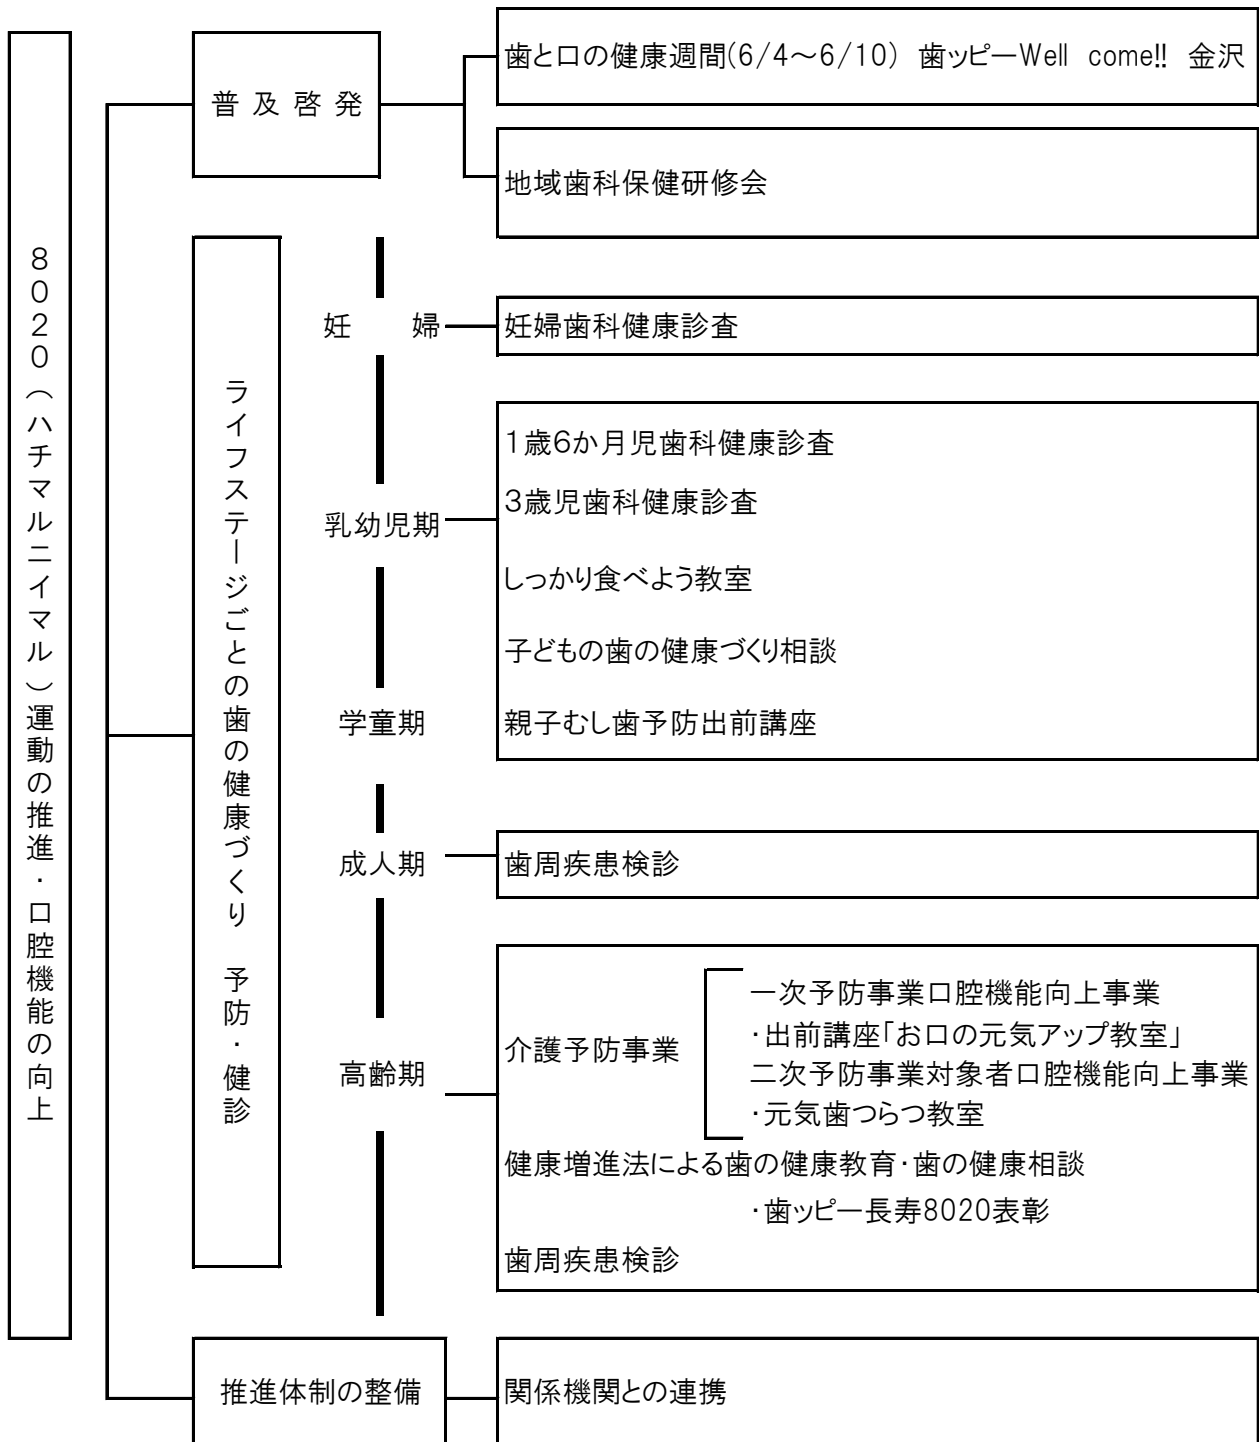 8020（ハチマルニイマル）運動の推進・口腔機能の向上
普及啓発
歯と口の健康週間(6/4～6/10)　歯ッピーWell come!!　金沢
地域歯科保健研修会
ライフステージごとの歯の健康づくり　予防・健診
妊　婦
妊婦歯科健康診査
乳幼児期
1歳6か月児歯科健康診査
3歳児歯科健康診査
しっかり食べよう教室
子どもの歯の健康づくり相談
親子むし歯予防出前講座
学童期
成人期
歯周疾患検診
高齢期
介護予防事業
一次予防事業口腔機能向上事業
・出前講座「お口の元気アップ教室」
二次予防事業対象者口腔機能向上事業
・元気歯つらつ教室
健康増進法による歯の健康教育・歯の健康相談
・歯ッピー長寿8020表彰
歯周疾患検診
推進体制の整備
関係機関との連携